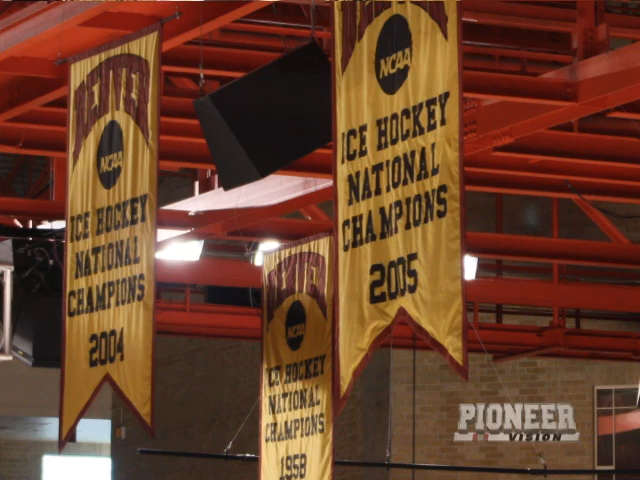 DENVER
NCAA
ICE HOCKEY
NATIONAL
CHAMPIONS
2004
DENVER
NCAA
ICE HOCKEY
NATIONAL
CHAMPIONS
1958
NCAA
ICE HOCKEY
NATIONAL
CHAMPIONS
2005
PIONEER
VISION